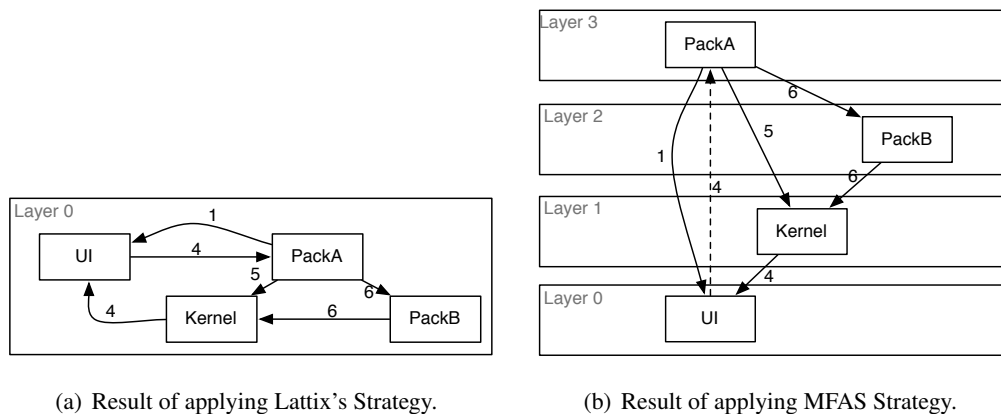 Layer 0
UI
PackA
Kernel
PackB
1
4
5
6
4
6
(a) Result of applying Lattix's Strategy.
Layer 3
PackA
6
Layer 2
PackB
1
5
4
6
Layer 1
Kernel
4
Layer 0
UI
(b) Result of applying MFAS Strategy.